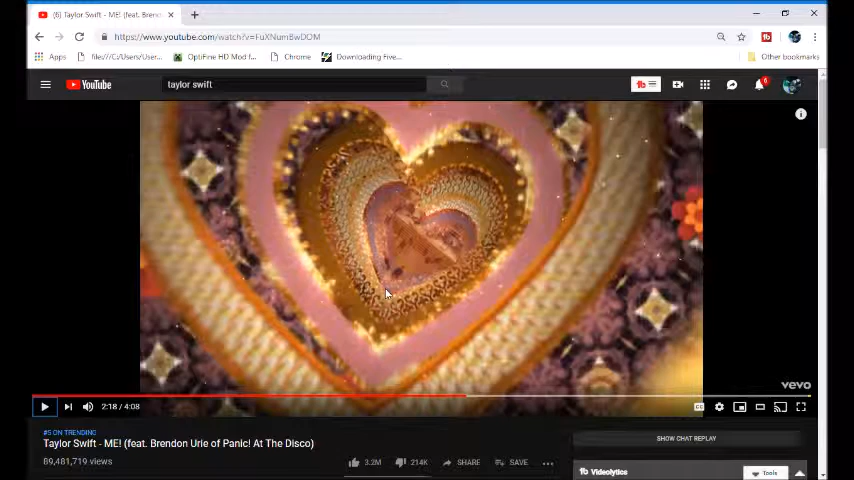 (6) Taylor Swift - ME! (feat. Brendon
https://www.youtube.com/watch?v=FuXNumBwDOM
Apps file:///C:/Users/User... OptiFine HD Mod f... Chrome Downloading Five... Other bookmarks
YouTube taylor swift 6
vevo
2:18 / 4:08
#5 ON TRENDING
Taylor Swift - ME! (feat. Brendon Urie of Panic! At The Disco)
SHOW CHAT REPLAY
89,481,719 views 3.2M 214K SHARE SAVE
Videolytics Tools